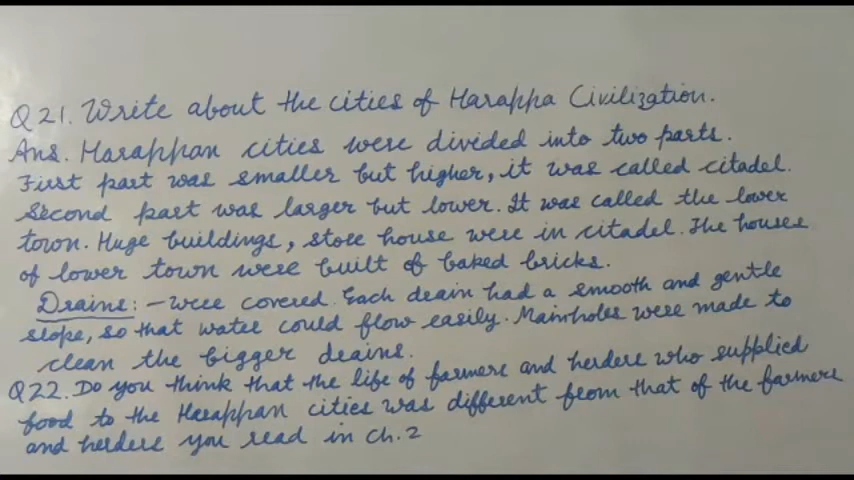 Q21. Write about the cities of Harappa Civilization.
Ans. Harappan cities were divided into two parts.
First part was smaller but higher, it was called citadel.
Second part was larger but lower. It was called the lower
town. Huge buildings, store house were in citadel. The houses
of lower town were built of baked bricks.
Drains: - were covered. Each drain had a smooth and gentle
slope, so that water could flow easily. Mainholes were made to
clean the bigger drains.
Q22. Do you think that the life of farmers and herders who supplied
food to the Harappan cities was different from that of the farmers
and herders you read in ch. 2